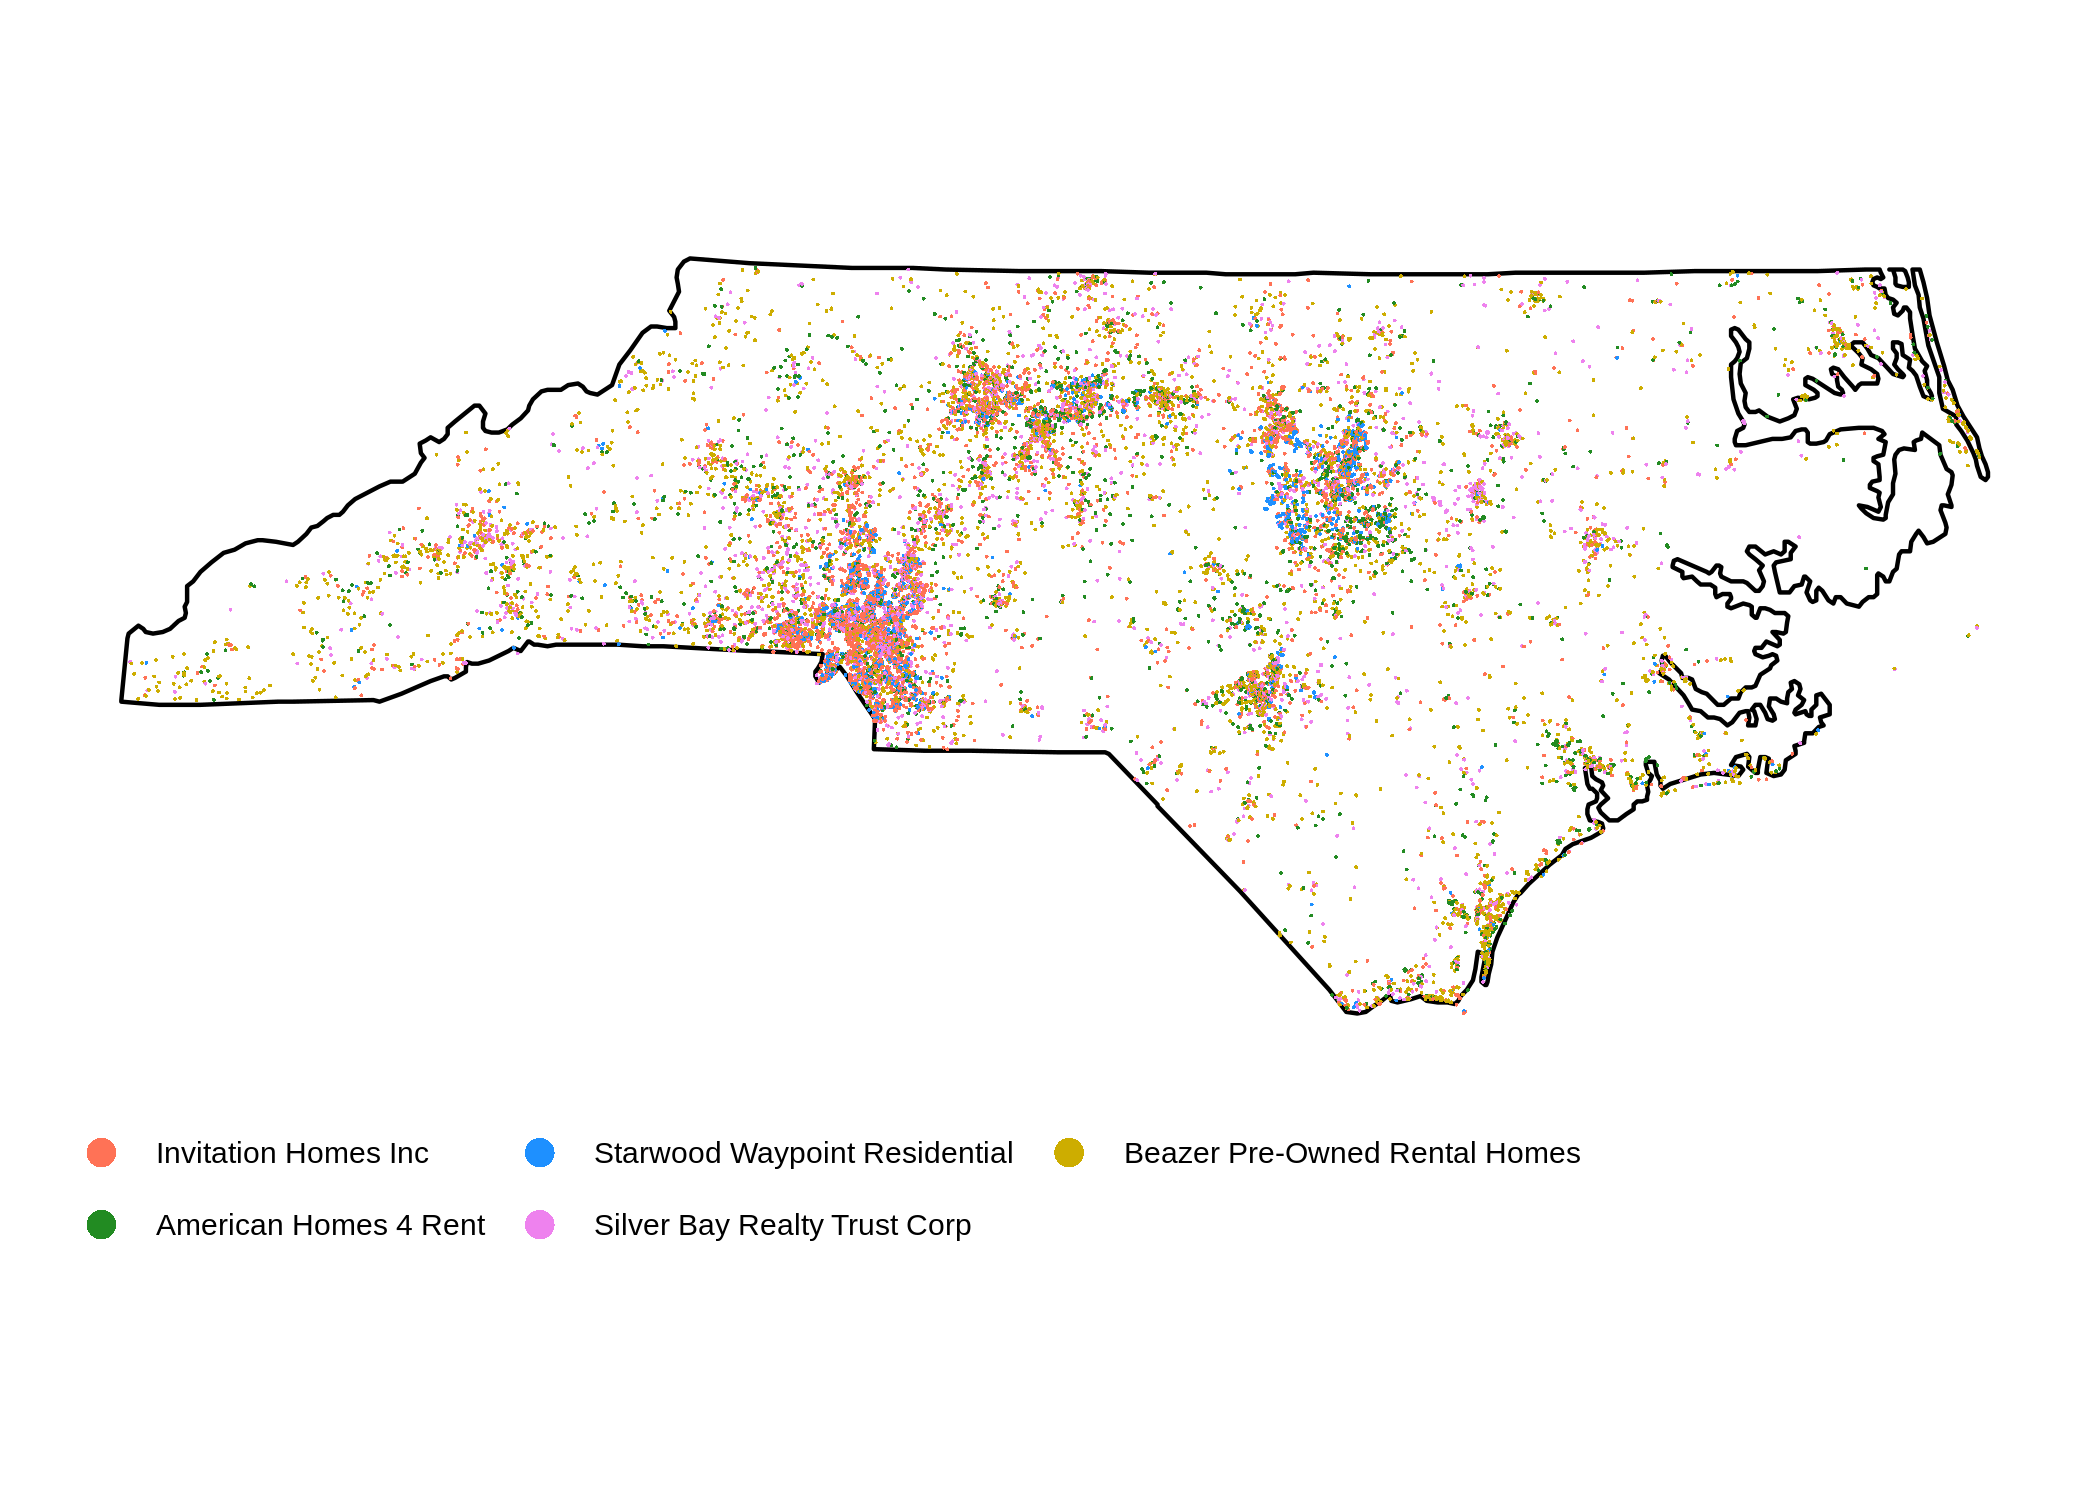 Invitation Homes Inc
Starwood Waypoint Residential
Beazer Pre-Owned Rental Homes
American Homes 4 Rent
Silver Bay Realty Trust Corp